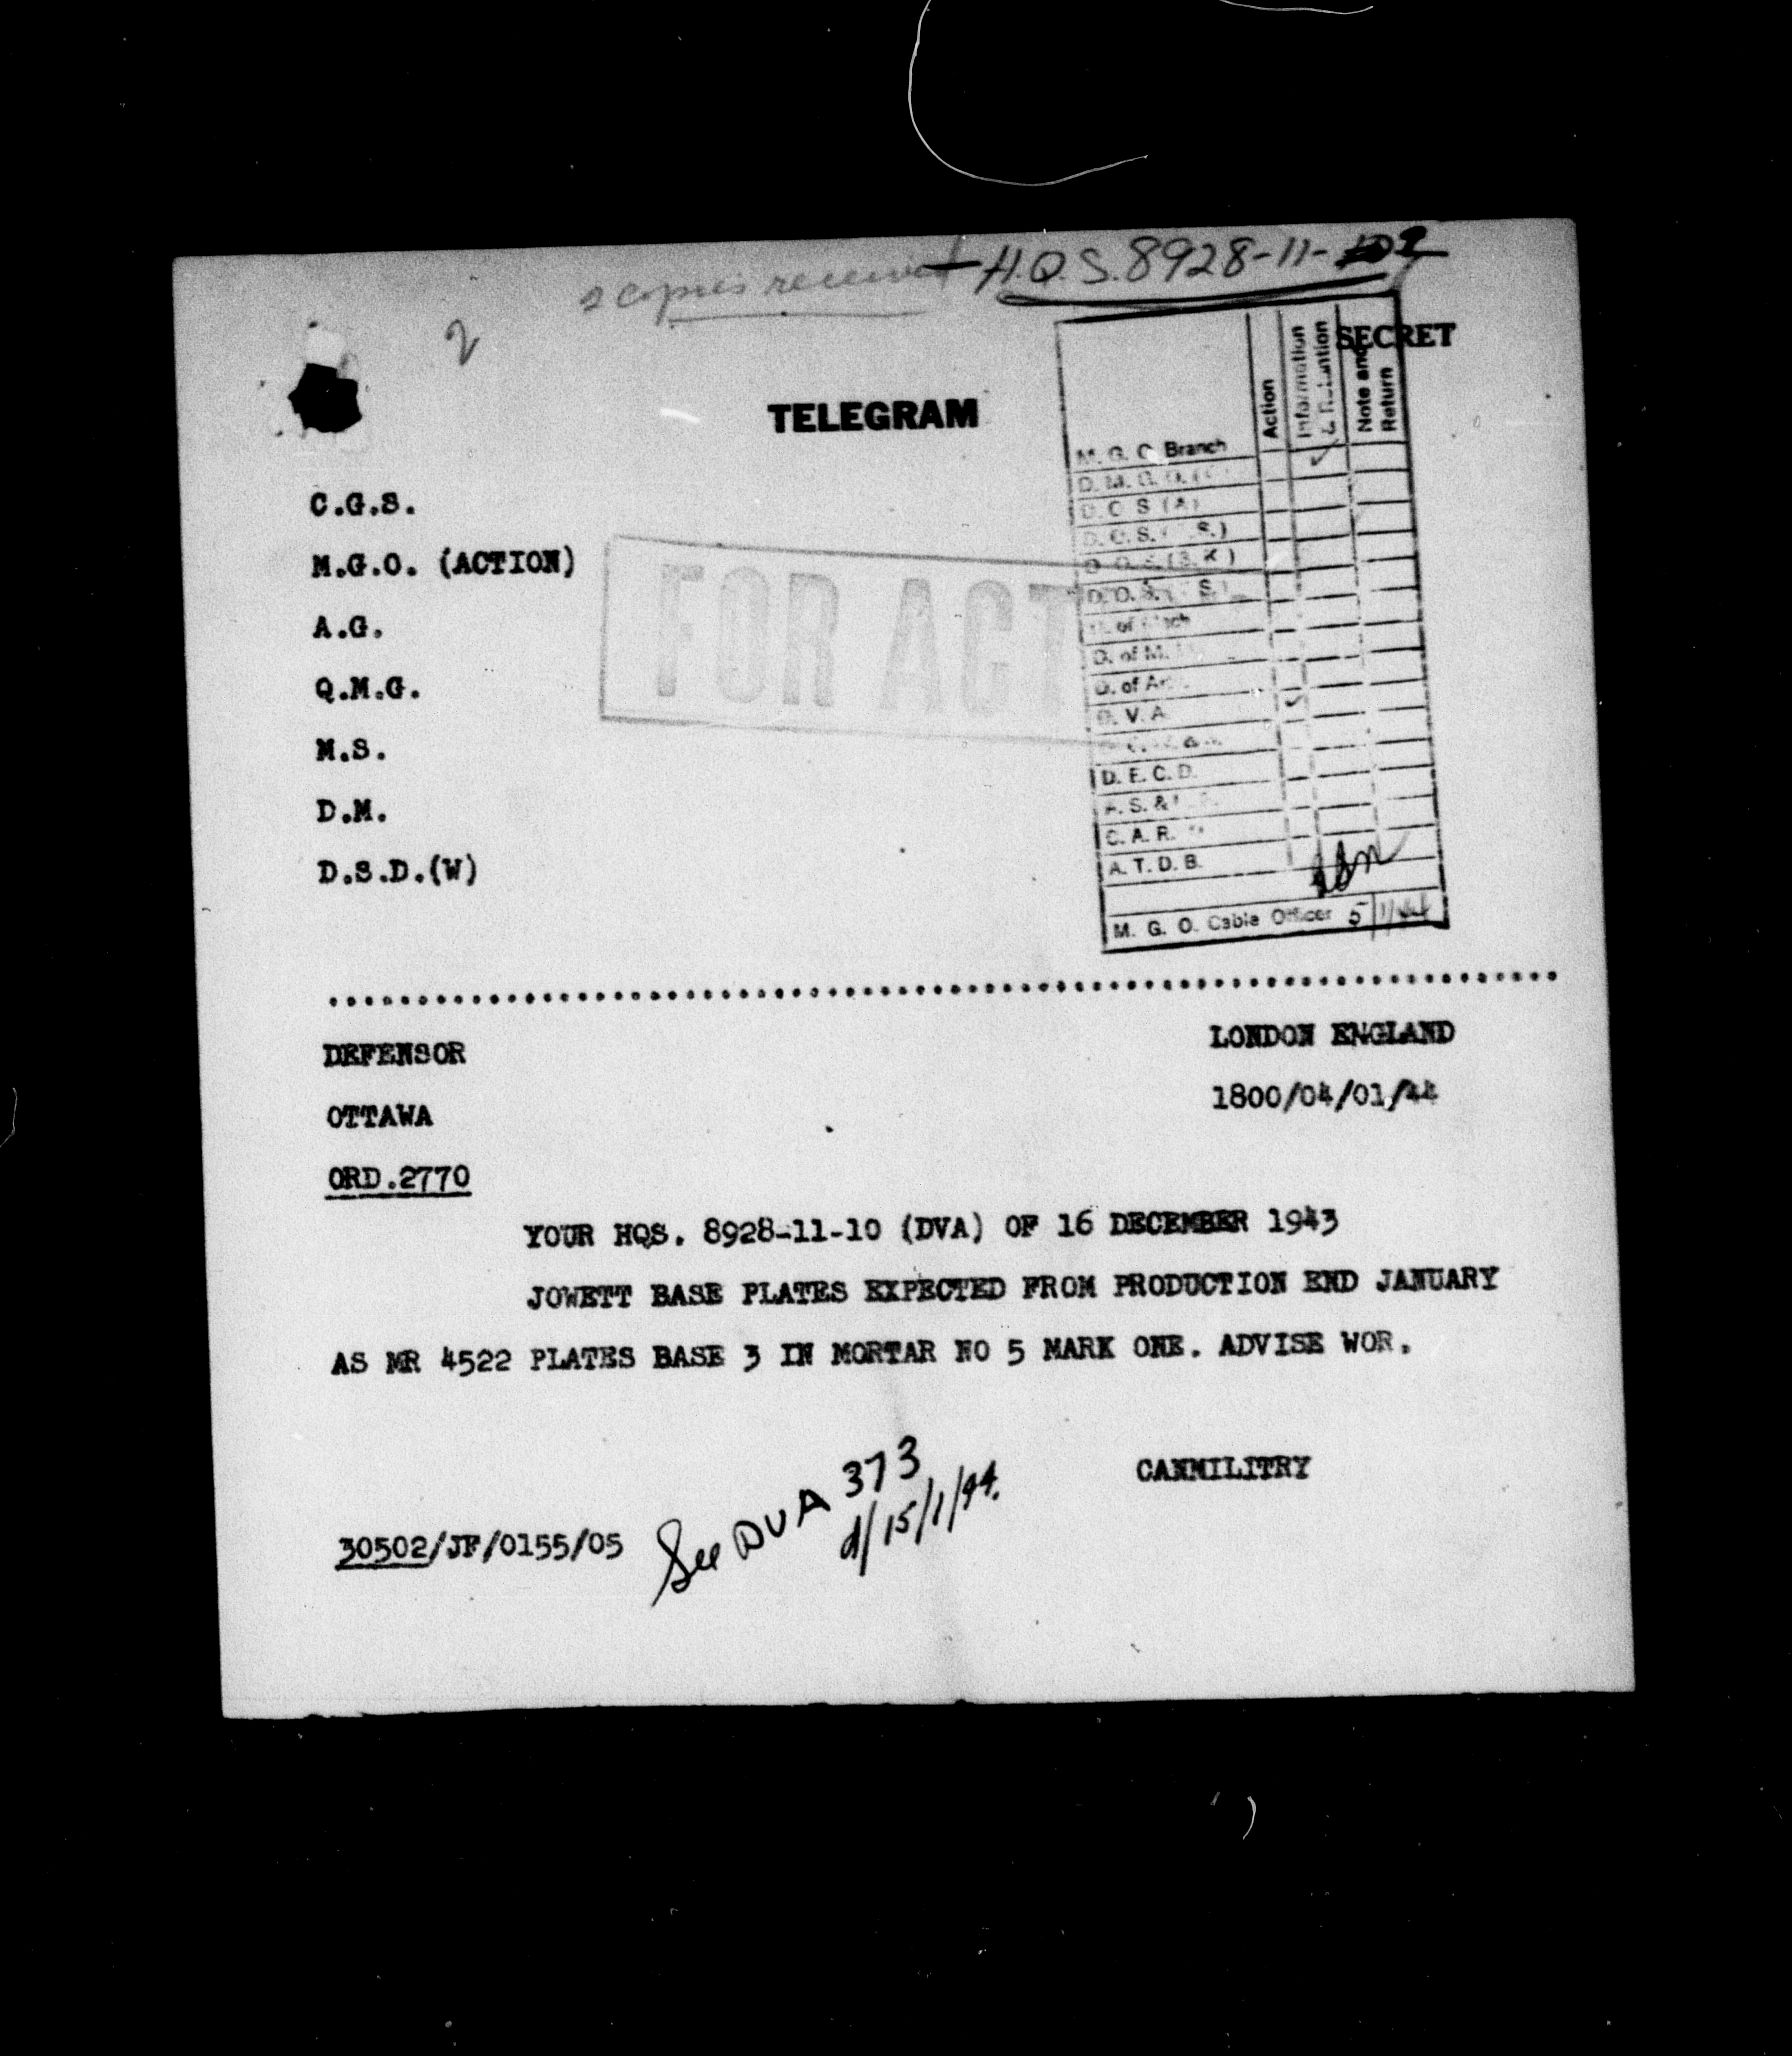 2 copies received H.Q.S. 8928-11-
2
SECRET
TELEGRAM
Action
Information
Note and
Return
M. G. O. Branch
C.G.S.
D. O. S (A)
M.G.O. (ACTION)
FOR ACT
A.G.
D. of M.
Q.M.G.
D. of Ar
D. V. A
M.S.
D. E. C. D.
D.M.
C. A. R.
D.S.D.(W)
A. T. D. B.
M. G. O. Cable Officer 5/1/44
DEFENSOR
LONDON ENGLAND
OTTAWA
1800/04/01/44
ORD.2770
YOUR HQS. 8928-11-10 (DVA) OF 16 DECEMBER 1943
JOWETT BASE PLATES EXPECTED FROM PRODUCTION END JANUARY
AS MR 4522 PLATES BASE 3 IN MORTAR NO 5 MARK ONE. ADVISE WOR.
CANMILITRY
30502/JF/0155/05
See DVA 373
d/15/1/44.